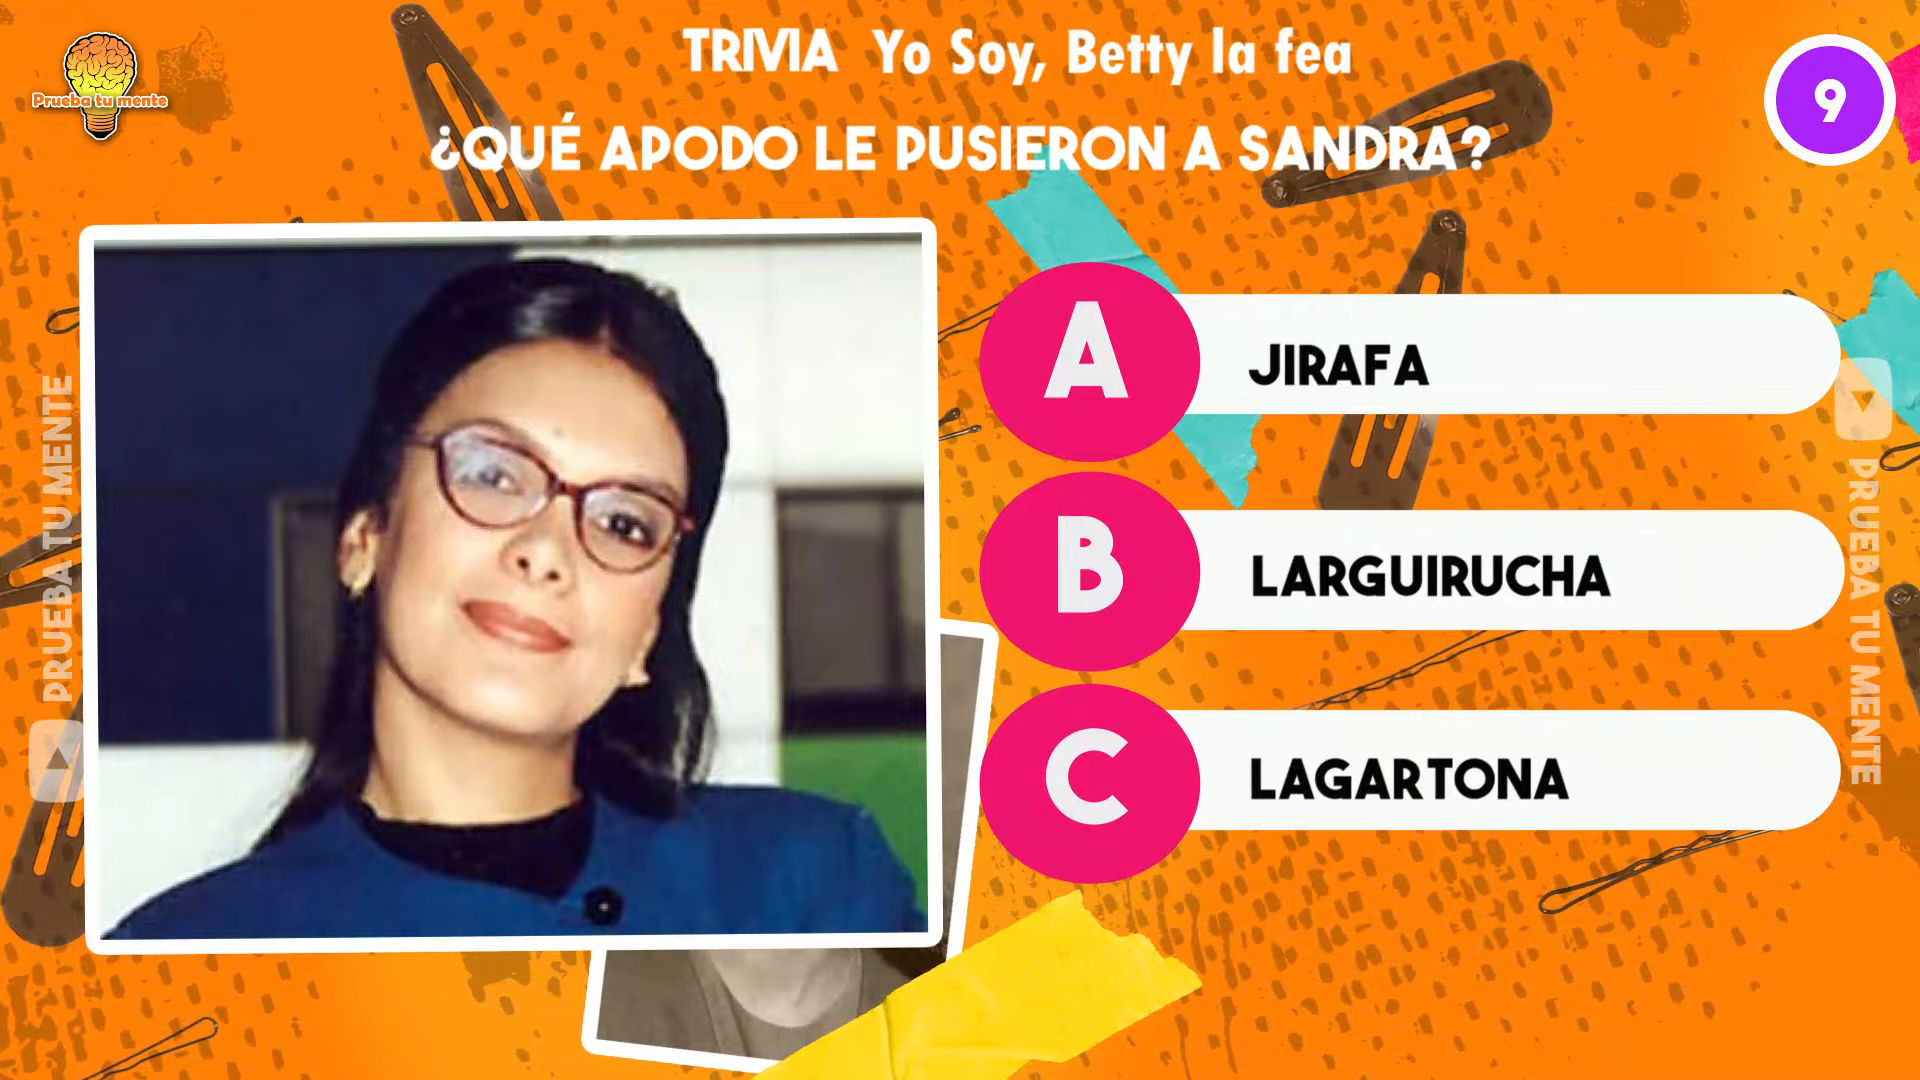 TRIVIA Yo Soy, Betty la fea
Prueba tu mente
9
¿QUÉ APODO LE PUSIERON A SANDRA?
A JIRAFA
B LARGUIRUCHA
C LAGARTONA
PRUEBA TU MENTE
PRUEBA TU MENTE